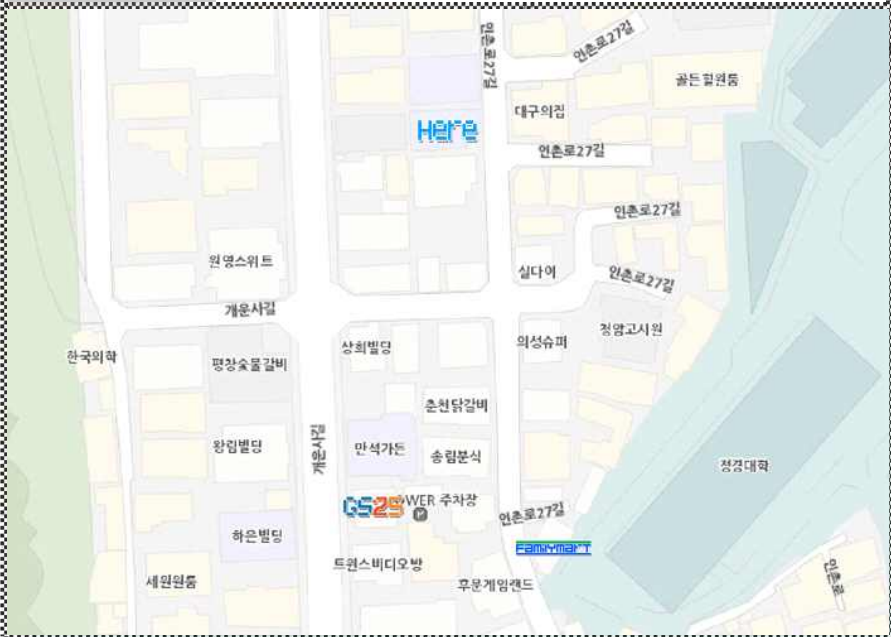 인촌로27길
인촌로27길
골든힐원룸
대구의집
Here
인촌로27길
인촌로27길
원영스위트
실다이
인촌로27길
개운사길
의성슈퍼
청암고시원
상희빌딩
한국의학
평창숯불갈비
춘천닭갈비
개운사길
왕림빌딩
만석가든
송림분식
정경대학
GS25
WER 주차장
인촌로27길
하은빌딩
familymart
트윈스비디오방
세원원룸
후문게임랜드
인촌로